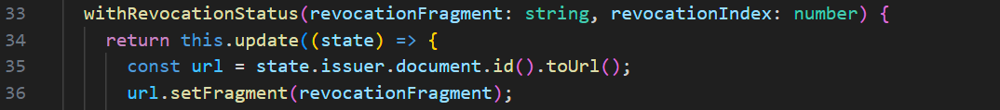 33 withRevocationStatus(revocationFragment: string, revocationIndex: number) {
34 return this.update((state) => {
35 const url = state.issuer.document.id().toUrl();
36 url.setFragment(revocationFragment);